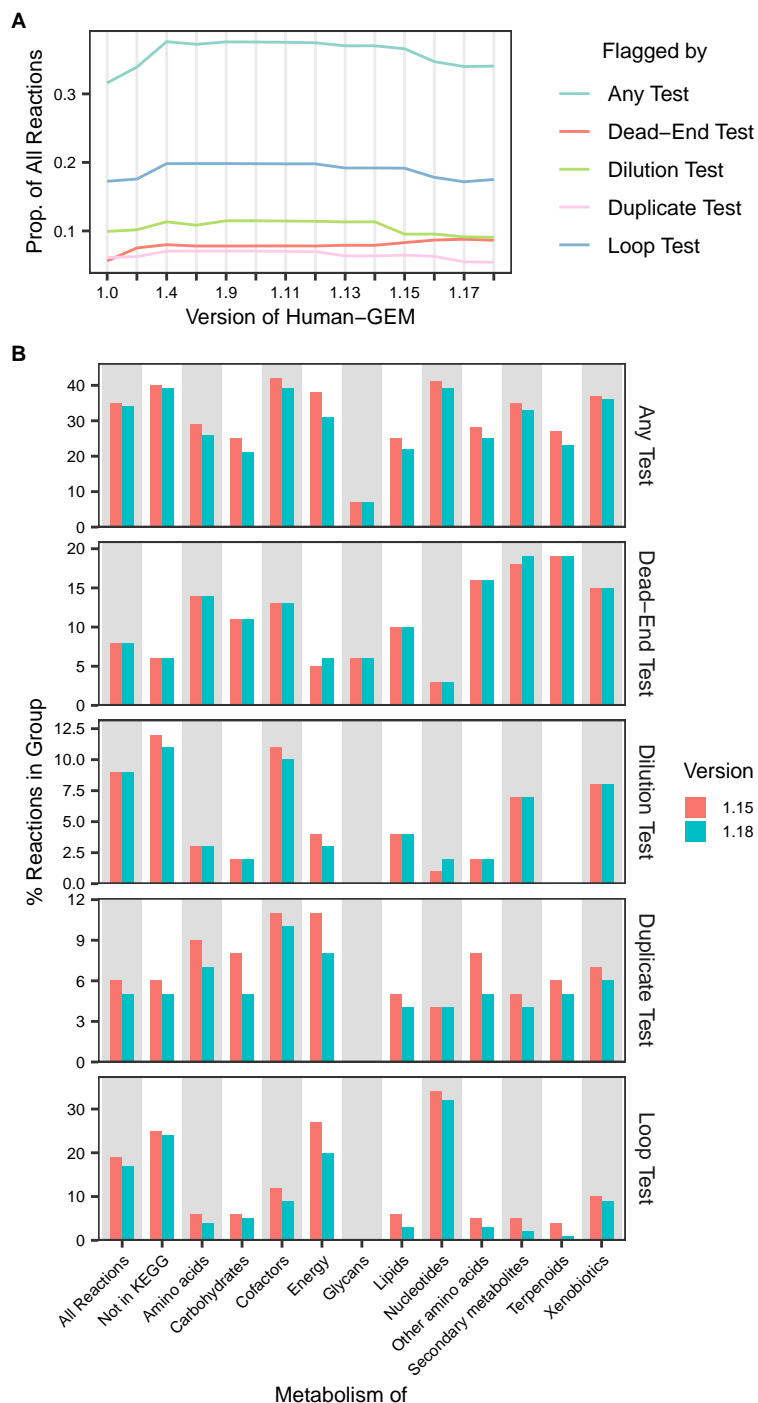 A
Prop. of All Reactions
0.3
0.2
0.1
1.0 1.4 1.9 1.11 1.13 1.15 1.17
Version of Human−GEM
Flagged by
Any Test
Dead−End Test
Dilution Test
Duplicate Test
Loop Test
B
% Reactions in Group
40
30
20
10
0
Any Test
20
15
10
5
0
Dead−End Test
12.5
10.0
7.5
5.0
2.5
0.0
Dilution Test
12
9
6
3
0
Duplicate Test
30
20
10
0
Loop Test
All Reactions
Not in KEGG
Amino acids
Carbohydrates
Cofactors
Energy
Glycans
Lipids
Nucleotides
Other amino acids
Secondary metabolites
Terpenoids
Xenobiotics
Metabolism of
Version
1.15
1.18